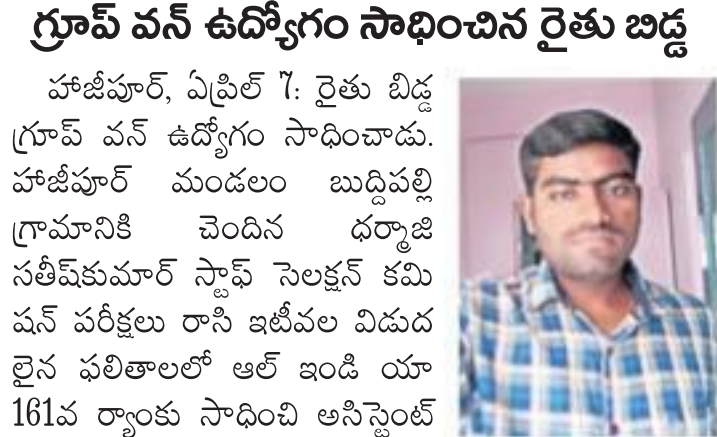 గ్రూప్ వన్ ఉద్యోగం సాధించిన రైతు బిడ్డ
హాజీపూర్, ఏప్రిల్ 7: రైతు బిడ్డ
గ్రూప్ వన్ ఉద్యోగం సాధించాడు.
హాజీపూర్ మండలం బుద్దిపల్లి
గ్రామానికి చెందిన ధర్మాజి
సతీష్‌కుమార్ స్టాఫ్ సెలక్షన్ కమి
షన్ పరీక్షలు రాసి ఇటీవల విడుద
లైన ఫలితాలలో ఆల్ ఇండి యా
161వ ర్యాంకు సాధించి అసిస్టెంట్